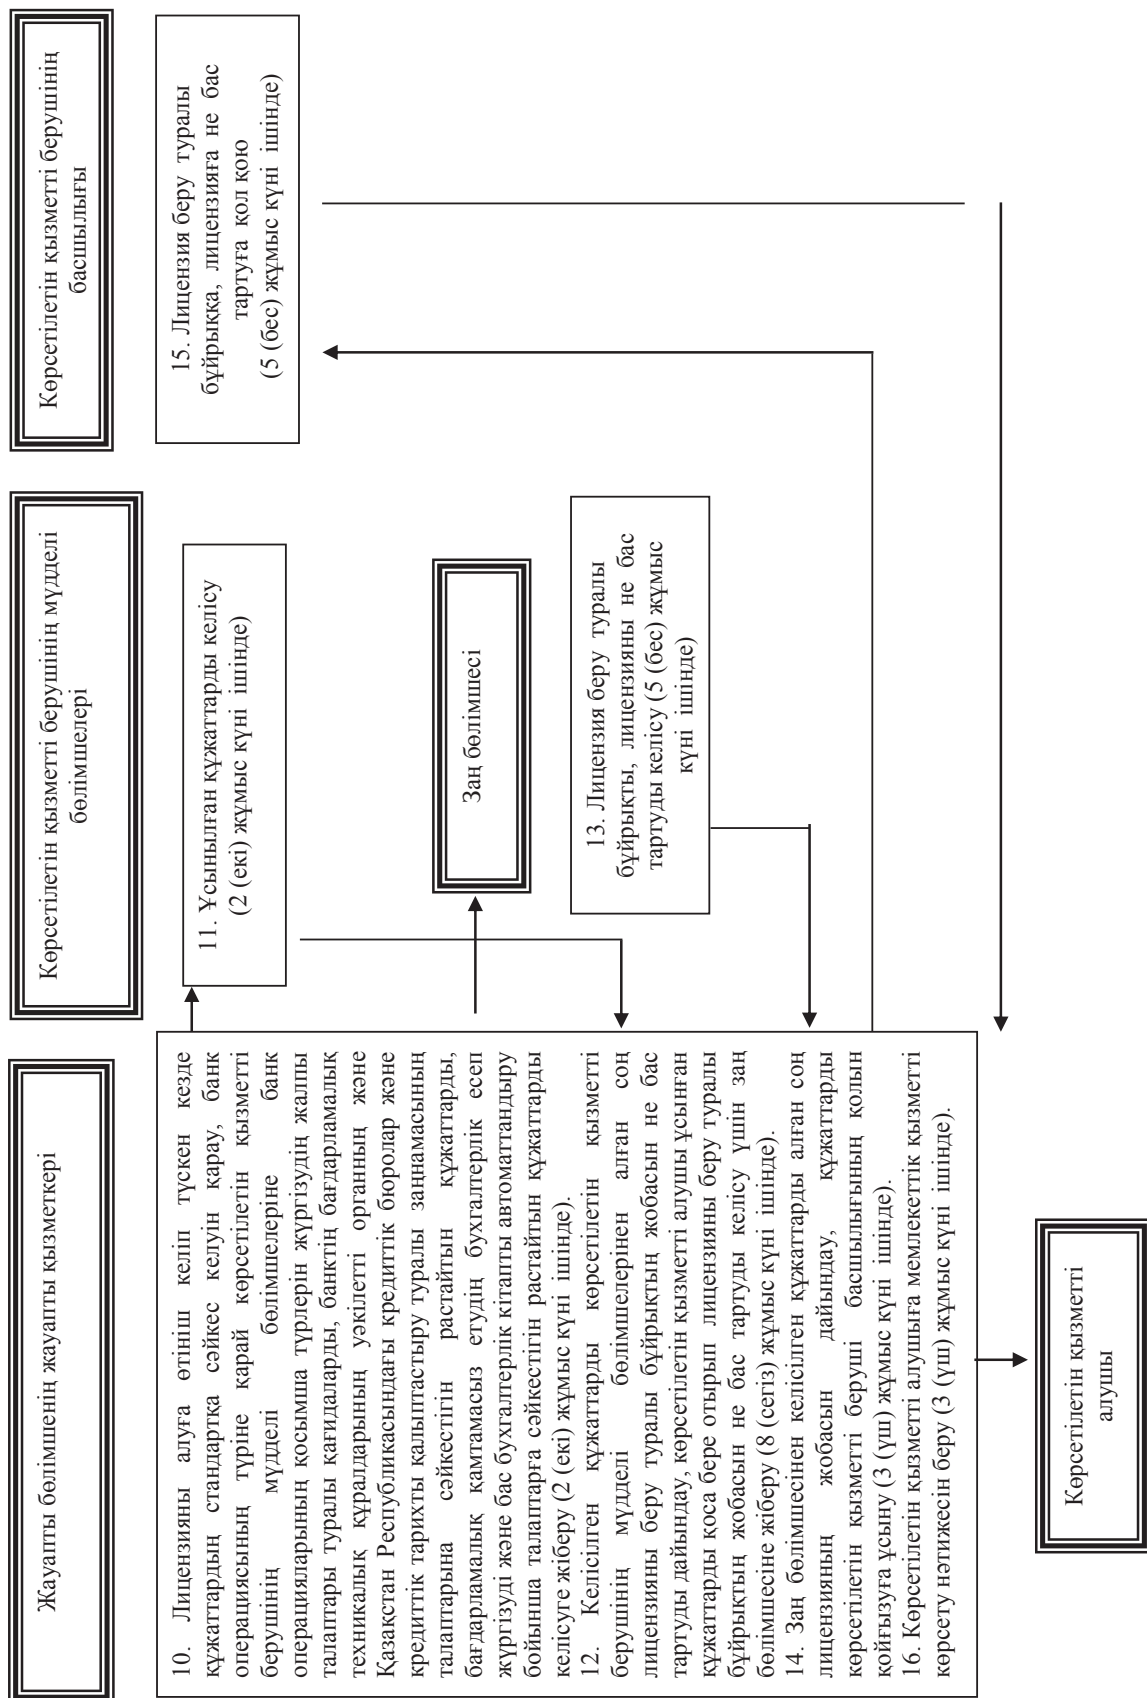 Жауапты бөлімшенің жауапты қызметкері
Көрсетілетін қызметті берушінің мүдделі
бөлімшелері
Көрсетілетін қызметті берушінің
басшылығы
10. Лицензияны алуға өтініш келіп түскен кезде
құжаттардың стандартқа сәйкес келуін қарау, банк
операциясының түріне қарай көрсетілетін қызметті
берушінің мүдделі бөлімшелеріне банк
операцияларының қосымша түрлерін жүргізудің жалпы
талаптары туралы қағидаларды, банктің бағдарламалық
техникалық құралдарының уәкілетті органның және
Қазақстан Республикасындағы кредиттік бюролар және
кредиттік тарихты қалыптастыру туралы заңнамасының
талаптарына сәйкестігін растайтын құжаттарды,
бағдарламалық қамтамасыз етудің бухгалтерлік есеп
жүргізуді және бас бухгалтерлік кітапты автоматтандыру
бойынша талаптарға сәйкестігін растайтын құжаттарды
келісуге жіберу (2 (екі) жұмыс күні ішінде).
12. Келісілген құжаттарды көрсетілетін қызметті
берушінің мүдделі бөлімшелерінен алған соң
лицензияны беру туралы бұйрықтың жобасын не бас
тартуды дайындау, көрсетілетін қызметті алушы ұсынған
құжаттарды қоса бере отырып лицензияны беру туралы
бұйрықтың жобасын не бас тартуды келісу үшін заң
бөлімшесіне жіберу (8 (сегіз) жұмыс күні ішінде).
14. Заң бөлімшесінен келісілген құжаттарды алған соң
лицензияның жобасын дайындау, құжаттарды
көрсетілетін қызметті беруші басшылығының қолын
қойғызуға ұсыну (3 (үш) жұмыс күні ішінде).
16. Көрсетілетін қызметті алушыға мемлекеттік қызметті
көрсету нәтижесін беру (3 (үш) жұмыс күні ішінде).
11. Ұсынылған құжаттарды келісу
(2 (екі) жұмыс күні ішінде)
Заң бөлімшесі
13. Лицензия беру туралы
бұйрықты, лицензияны не бас
тартуды келісу (5 (бес) жұмыс
күні ішінде)
15. Лицензия беру туралы
бұйрыққа, лицензияға не бас
тартуға қол қою
(5 (бес) жұмыс күні ішінде)
Көрсетілетін қызметті
алушы